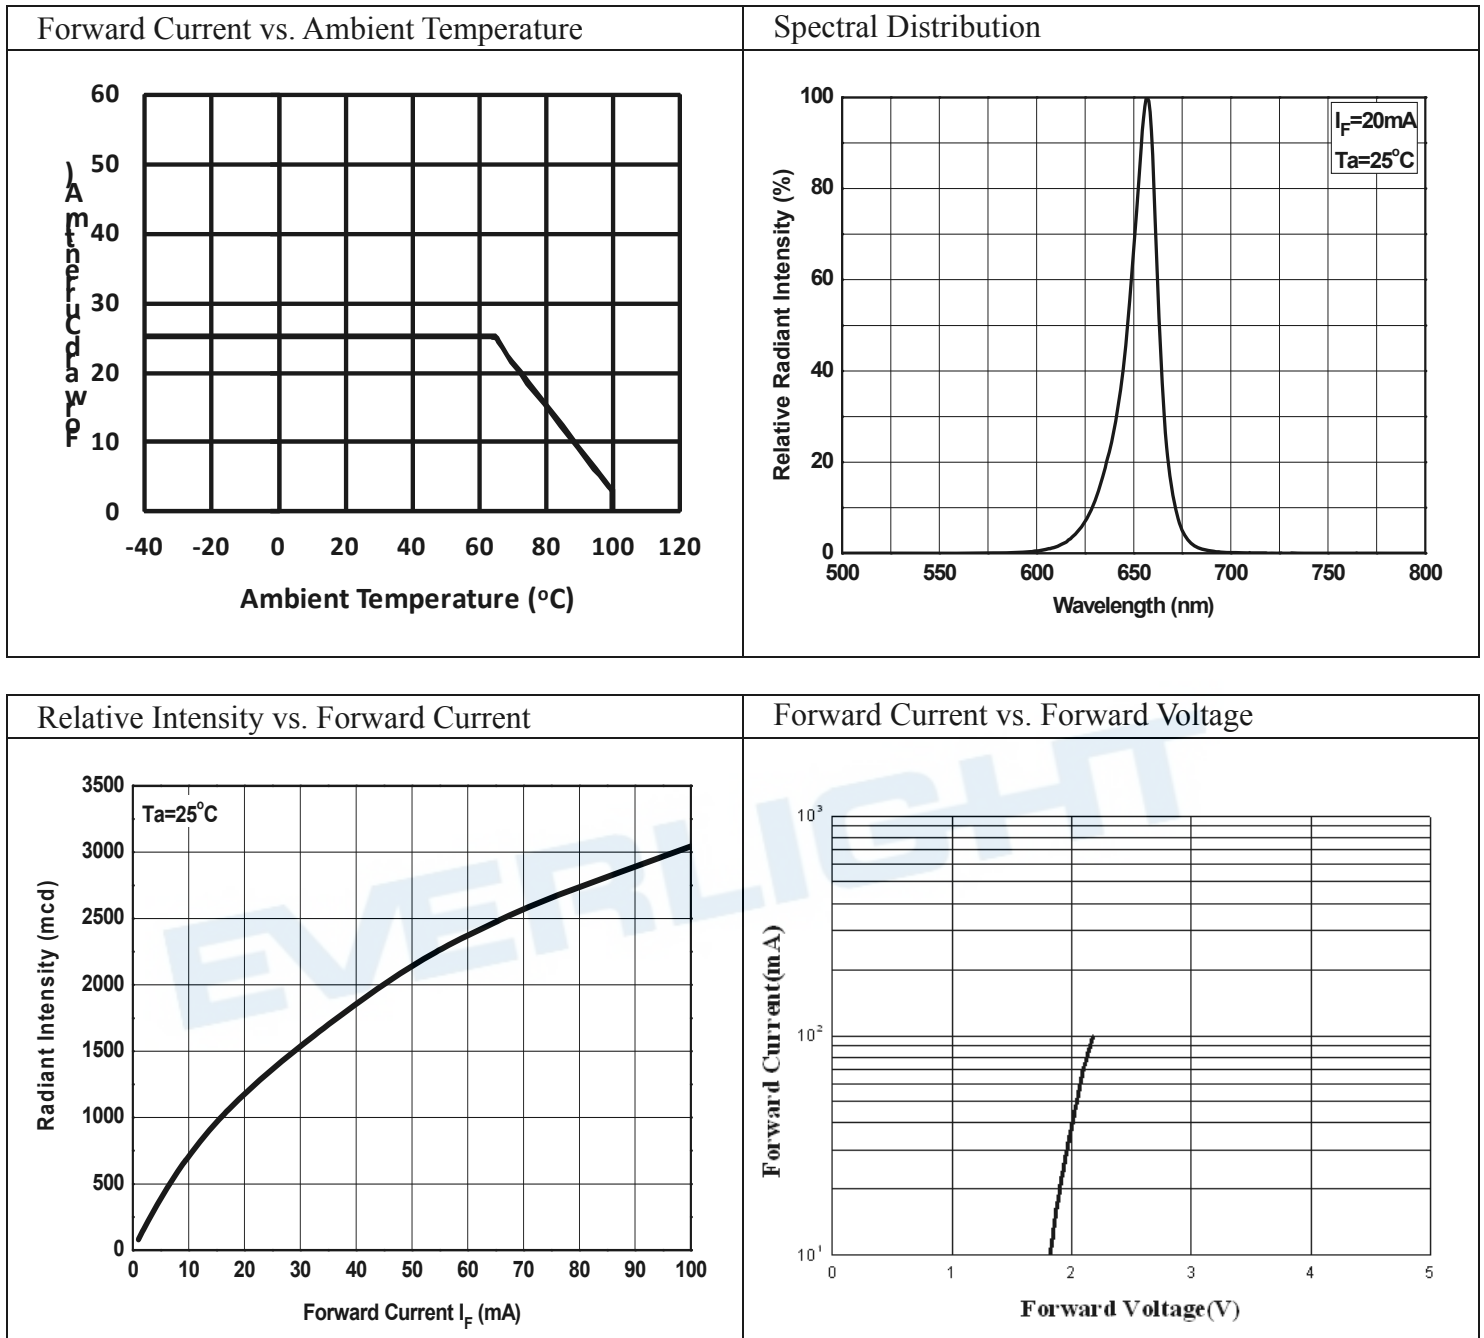 Forward Current vs. Ambient Temperature
60
50
40
30
20
10
0
-40 -20 0 20 40 60 80 100 120
Forward Current(mA)
Ambient Temperature (°C)
Spectral Distribution
100
80
60
40
20
0
500 550 600 650 700 750 800
I_F=20mA
Ta=25°C
Relative Radiant Intensity (%)
Wavelength (nm)
Relative Intensity vs. Forward Current
3500
3000
2500
2000
1500
1000
500
0
0 10 20 30 40 50 60 70 80 90 100
Ta=25°C
Radiant Intensity (mcd)
Forward Current I_F (mA)
Forward Current vs. Forward Voltage
10³
10²
10¹
0 1 2 3 4 5
Forward Current(mA)
Forward Voltage(V)
EVERLIGHT